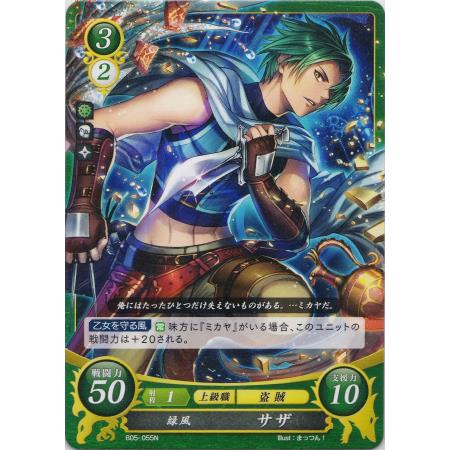 3
2
俺にはたったひとつだけ失えないものがある。…ミカヤだ。
乙女を守る風 常 味方に『ミカヤ』がいる場合、このユニットの
戦闘力は+20される。
戦闘力
50
射程 1
上級職
盗賊
支援力
10
緑風
サザ
B05-055N
Illust:まっつん!